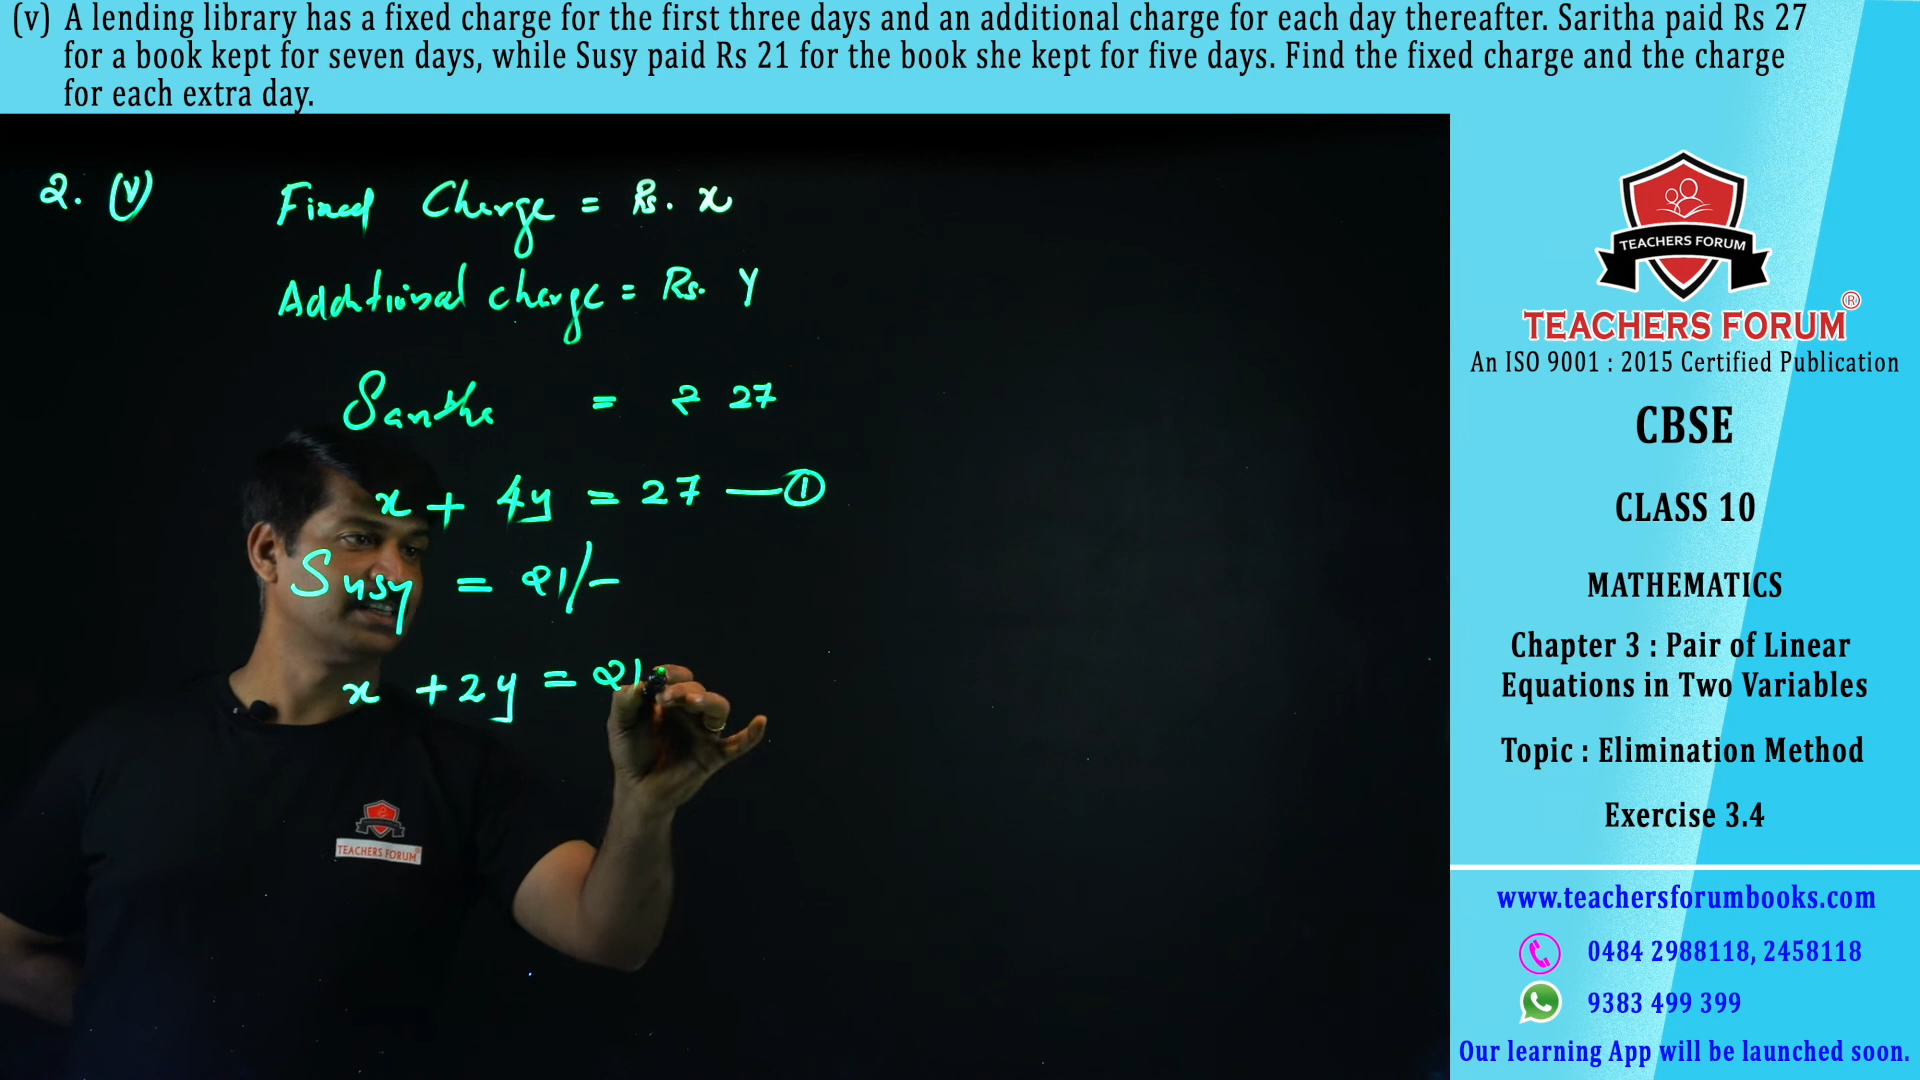 (v) A lending library has a fixed charge for the first three days and an additional charge for each day thereafter. Saritha paid Rs 27
for a book kept for seven days, while Susy paid Rs 21 for the book she kept for five days. Find the fixed charge and the charge
for each extra day.
2. (v) Fixed Charge = Rs. x
Additional charge = Rs. y
Saritha = ₹ 27
x + 4y = 27 — ①
Susy = 21/-
x + 2y = 21
TEACHERS FORUM
TEACHERS FORUM
TEACHERS FORUM®
An ISO 9001 : 2015 Certified Publication
CBSE
CLASS 10
MATHEMATICS
Chapter 3 : Pair of Linear
Equations in Two Variables
Topic : Elimination Method
Exercise 3.4
www.teachersforumbooks.com
0484 2988118, 2458118
9383 499 399
Our learning App will be launched soon.